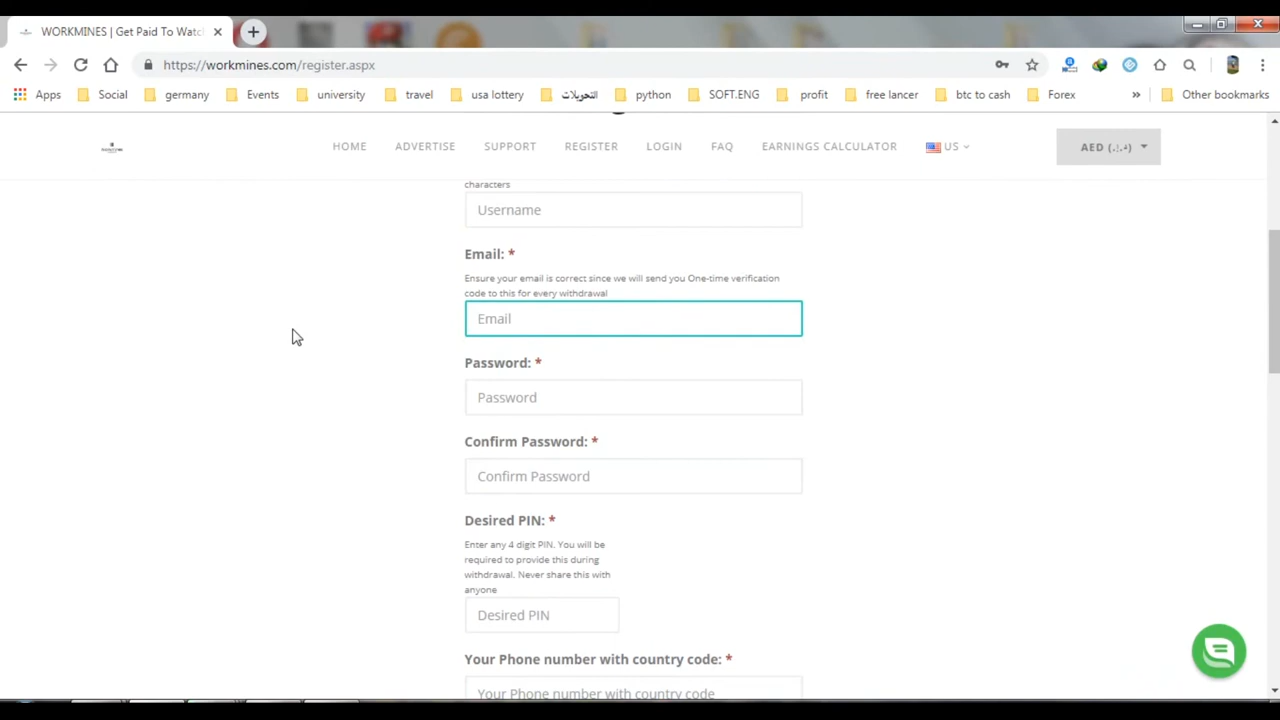 WORKMINES | Get Paid To Watc
https://workmines.com/register.aspx
Apps Social germany Events university travel usa lottery التحويلات python SOFT.ENG profit free lancer btc to cash Forex » Other bookmarks
HOME ADVERTISE SUPPORT REGISTER LOGIN FAQ EARNINGS CALCULATOR US AED (د.إ.)
characters
Username
Email: *
Ensure your email is correct since we will send you One-time verification
code to this for every withdrawal
Email
Password: *
Password
Confirm Password: *
Confirm Password
Desired PIN: *
Enter any 4 digit PIN. You will be
required to provide this during
withdrawal. Never share this with
anyone
Desired PIN
Your Phone number with country code: *
Your Phone number with country code